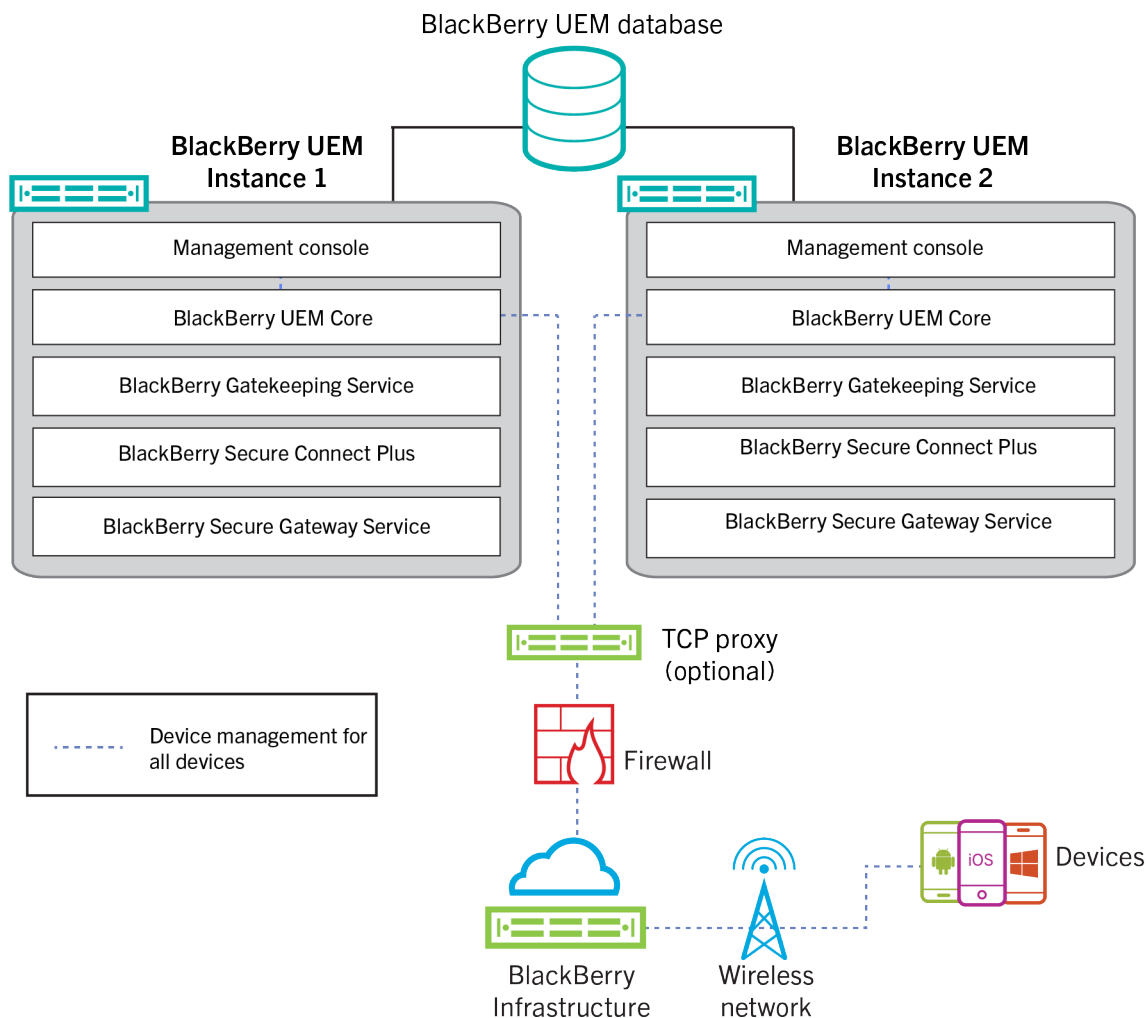 BlackBerry UEM database
BlackBerry UEM
Instance 1
BlackBerry UEM
Instance 2
Management console
BlackBerry UEM Core
BlackBerry Gatekeeping Service
BlackBerry Secure Connect Plus
BlackBerry Secure Gateway Service
Management console
BlackBerry UEM Core
BlackBerry Gatekeeping Service
BlackBerry Secure Connect Plus
BlackBerry Secure Gateway Service
TCP proxy
(optional)
Device management for
all devices
Firewall
iOS
Devices
BlackBerry
Infrastructure
Wireless
network